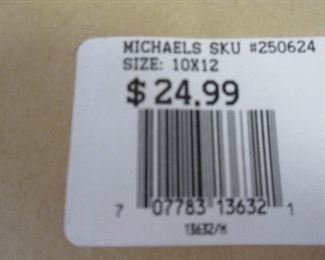 MICHAELS SKU #250624
SIZE: 10X12
$24.99
7 07783 13632 1
13632/M